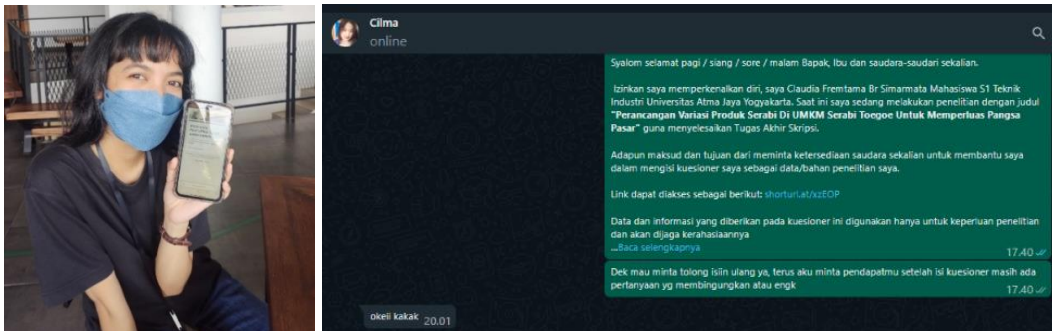 Cilma
online
Syalom selamat pagi / siang / sore / malam Bapak, Ibu dan saudara-saudari sekalian.
Izinkan saya memperkenalkan diri, saya Claudia Fremtama Br Simarmata Mahasiswa S1 Teknik
Industri Universitas Atma Jaya Yogyakarta. Saat ini saya sedang melakukan penelitian dengan judul
"Perancangan Variasi Produk Serabi Di UMKM Serabi Toegoe Untuk Memperluas Pangsa
Pasar" guna menyelesaikan Tugas Akhir Skripsi.
Adapun maksud dan tujuan dari meminta ketersediaan saudara sekalian untuk membantu saya
dalam mengisi kuesioner saya sebagai data/bahan penelitian saya.
Link dapat diakses sebagai berikut: shorturl.at/xzEOP
Data dan informasi yang diberikan pada kuesioner ini digunakan hanya untuk keperluan penelitian
dan akan dijaga kerahasiaannya
...Baca selengkapnya
17.40
Dek mau minta tolong isiin ulang ya, terus aku minta pendapatmu setelah isi kuesioner masih ada
pertanyaan yg membingungkan atau engk
17.40
okeii kakak 20.01